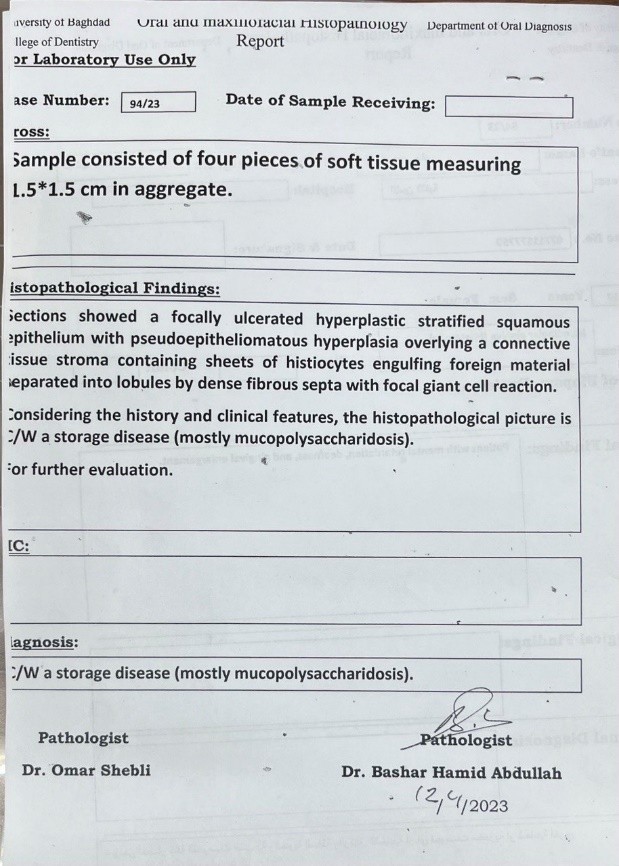 iversity of Baghdad Oral and maxillofacial Histopathology Department of Oral Diagnosis
llege of Dentistry Report
or Laboratory Use Only
ase Number: 94/23 Date of Sample Receiving:
ross:
Sample consisted of four pieces of soft tissue measuring
1.5*1.5 cm in aggregate.
istopathological Findings:
Sections showed a focally ulcerated hyperplastic stratified squamous
epithelium with pseudoepitheliomatous hyperplasia overlying a connective
tissue stroma containing sheets of histiocytes engulfing foreign material
separated into lobules by dense fibrous septa with focal giant cell reaction.
Considering the history and clinical features, the histopathological picture is
C/W a storage disease (mostly mucopolysaccharidosis).
For further evaluation.
IC:
iagnosis:
C/W a storage disease (mostly mucopolysaccharidosis).
Pathologist Pathologist
Dr. Omar Shebli Dr. Bashar Hamid Abdullah
12/4/2023